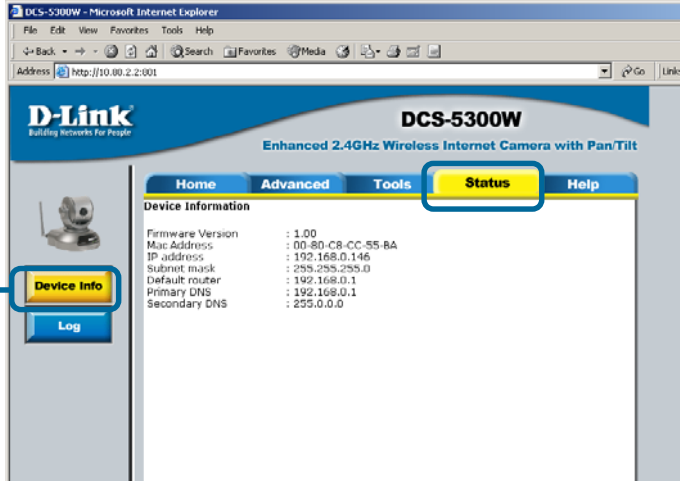 DCS-5300W - Microsoft Internet Explorer
File Edit View Favorites Tools Help
Back Search Favorites Media
Address http://10.80.2.2:801 Go Links
D-Link
Building Networks For People
DCS-5300W
Enhanced 2.4GHz Wireless Internet Camera with Pan/Tilt
Home Advanced Tools Status Help
Device Information
Firmware Version : 1.00
Mac Address : 00-80-C8-CC-55-BA
IP address : 192.168.0.146
Subnet mask : 255.255.255.0
Default router : 192.168.0.1
Primary DNS : 192.168.0.1
Secondary DNS : 255.0.0.0
Device Info
Log